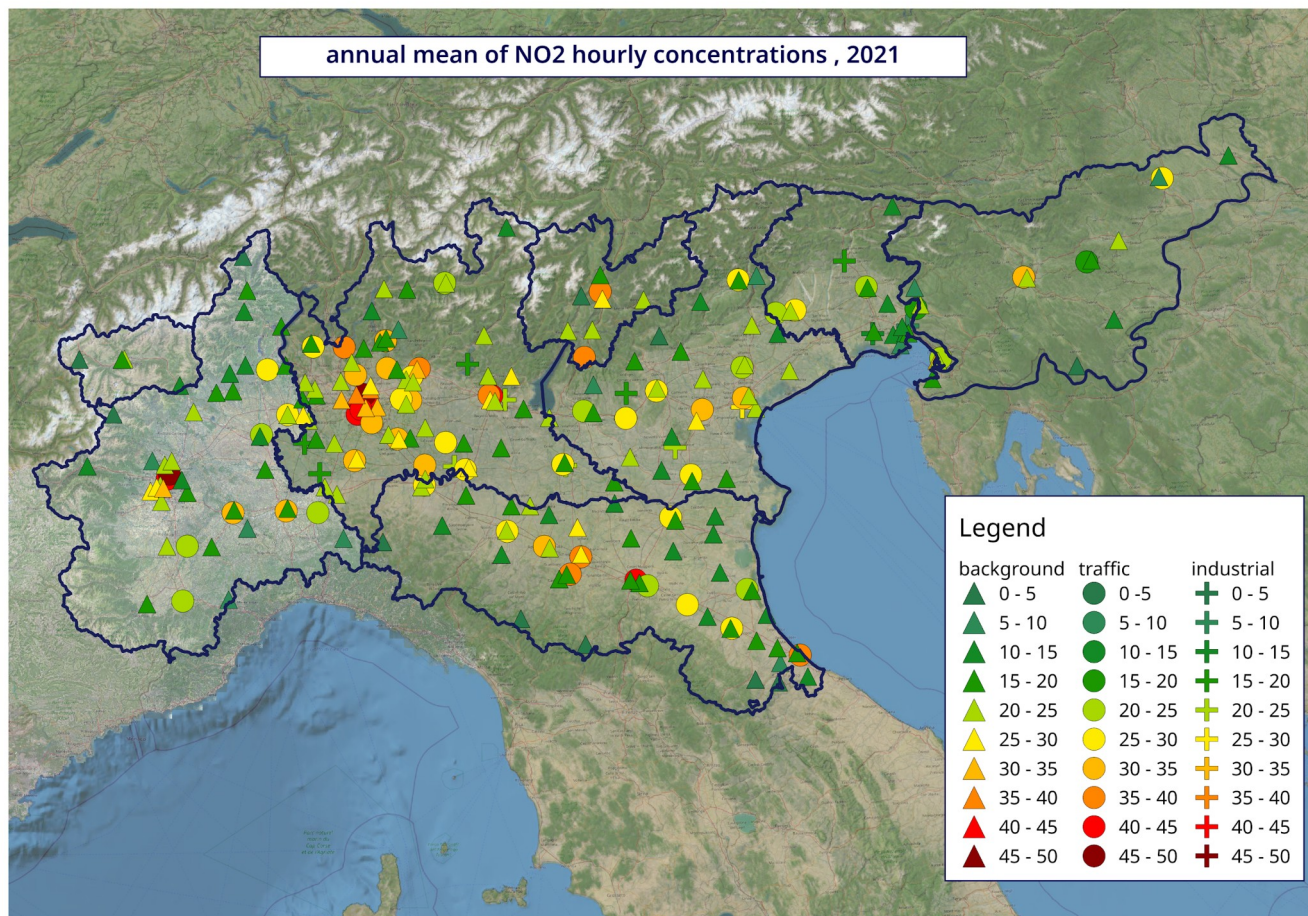 annual mean of NO2 hourly concentrations , 2021
Legend
background traffic industrial
0 - 5 0 -5 0 - 5
5 - 10 5 - 10 5 - 10
10 - 15 10 - 15 10 - 15
15 - 20 15 - 20 15 - 20
20 - 25 20 - 25 20 - 25
25 - 30 25 - 30 25 - 30
30 - 35 30 - 35 30 - 35
35 - 40 35 - 40 35 - 40
40 - 45 40 - 45 40 - 45
45 - 50 45 - 50 45 - 50